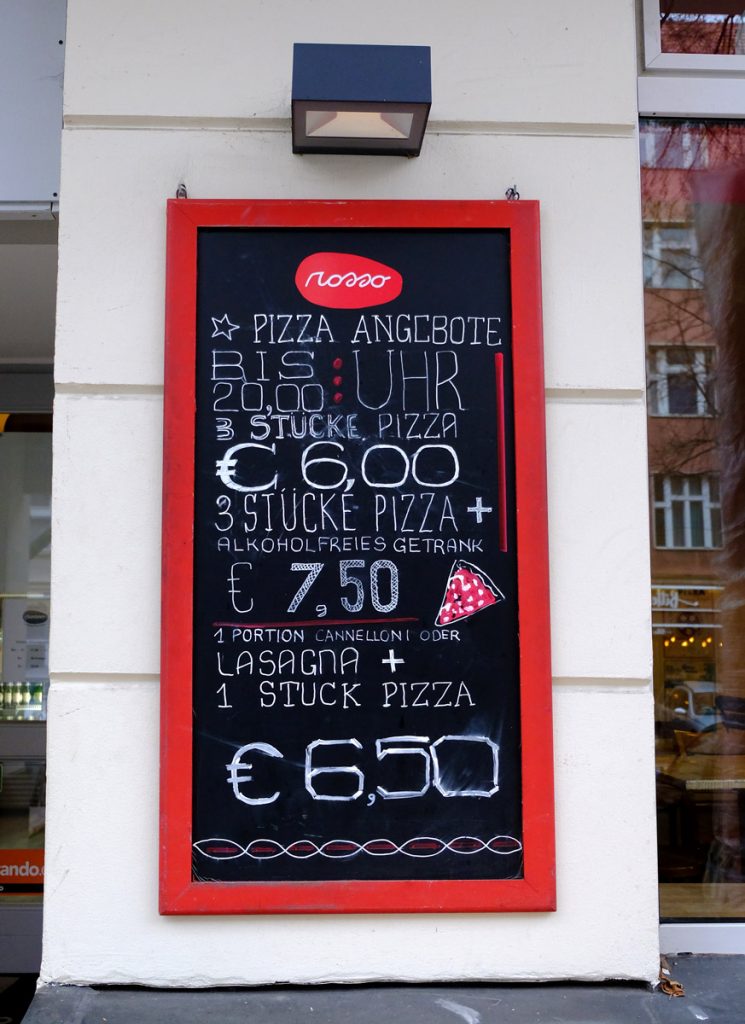 rosso
☆ PIZZA ANGEBOTE
BIS : UHR
20,00
3 STÜCKE PIZZA
€ 6,00
3 STÜCKE PIZZA +
ALKOHOLFREIES GETRANK
€ 7,50
1 PORTION CANNELLONI ODER
LASAGNA +
1 STUCK PIZZA
€ 6,50
ando.